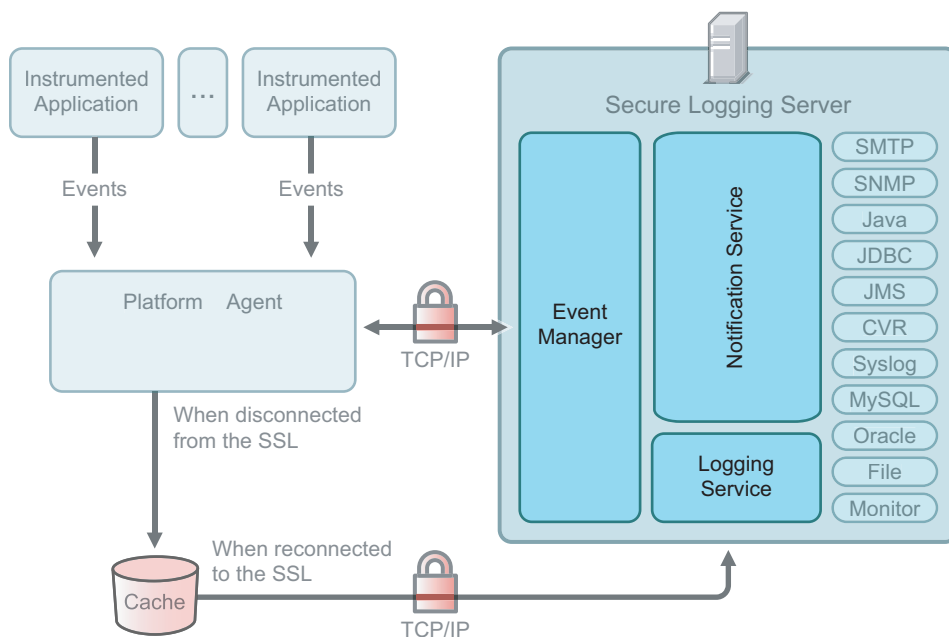 Instrumented
Application
...
Instrumented
Application
Events
Events
Platform Agent
TCP/IP
When disconnected
from the SSL
When reconnected
to the SSL
Cache
TCP/IP
Secure Logging Server
Event
Manager
Notification Service
Logging
Service
SMTP
SNMP
Java
JDBC
JMS
CVR
Syslog
MySQL
Oracle
File
Monitor